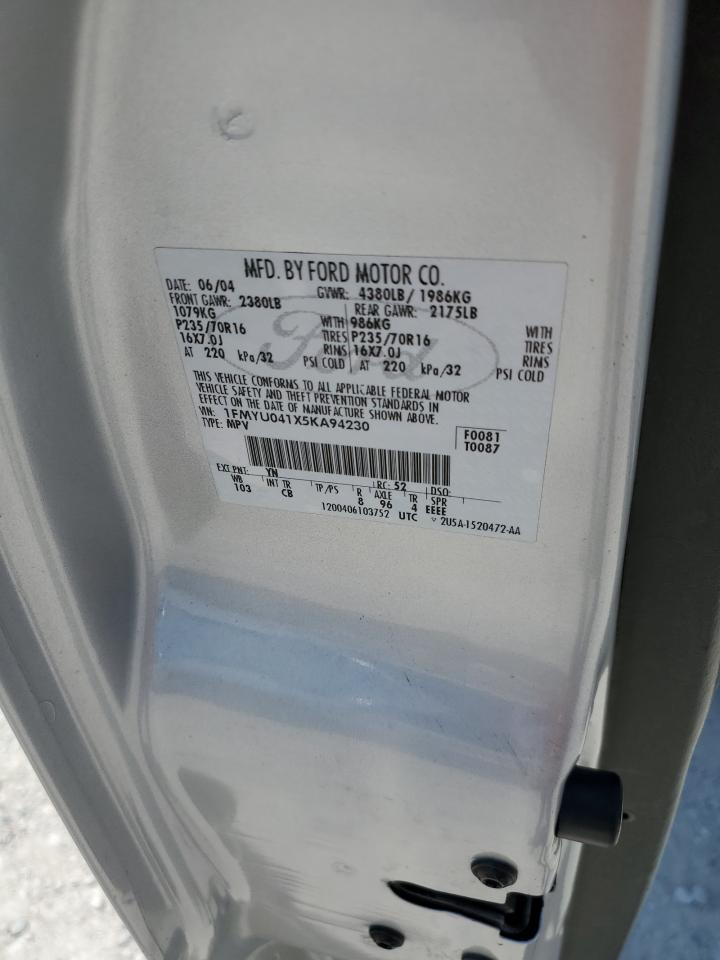 MFD. BY FORD MOTOR CO.
DATE: 06/04 GVWR: 4380LB/ 1986KG
FRONT GAWR: 2380LB REAR GAWR: 2175LB
1079KG WITH 986KG WITH
P235/70R16 TIRES P235/70R16 TIRES
16X7.0J RIMS 16X7.0J RIMS
AT 220 kPa/32 PSI COLD AT 220 kPa/32 PSI COLD
Ford
THIS VEHICLE CONFORMS TO ALL APPLICABLE FEDERAL MOTOR
VEHICLE SAFETY AND THEFT PREVENTION STANDARDS IN
EFFECT ON THE DATE OF MANUFACTURE SHOWN ABOVE.
VIN: 1FMYU041X5KA94230 F0081
TYPE: MPV T0087
EXT PNT: YN RC: 52 DSO:
WB INT TR TP/PS R AXLE TR SPR
103 CB 8 96 4 EEEE
1200406103752 UTC 2U5A-1520472-AA